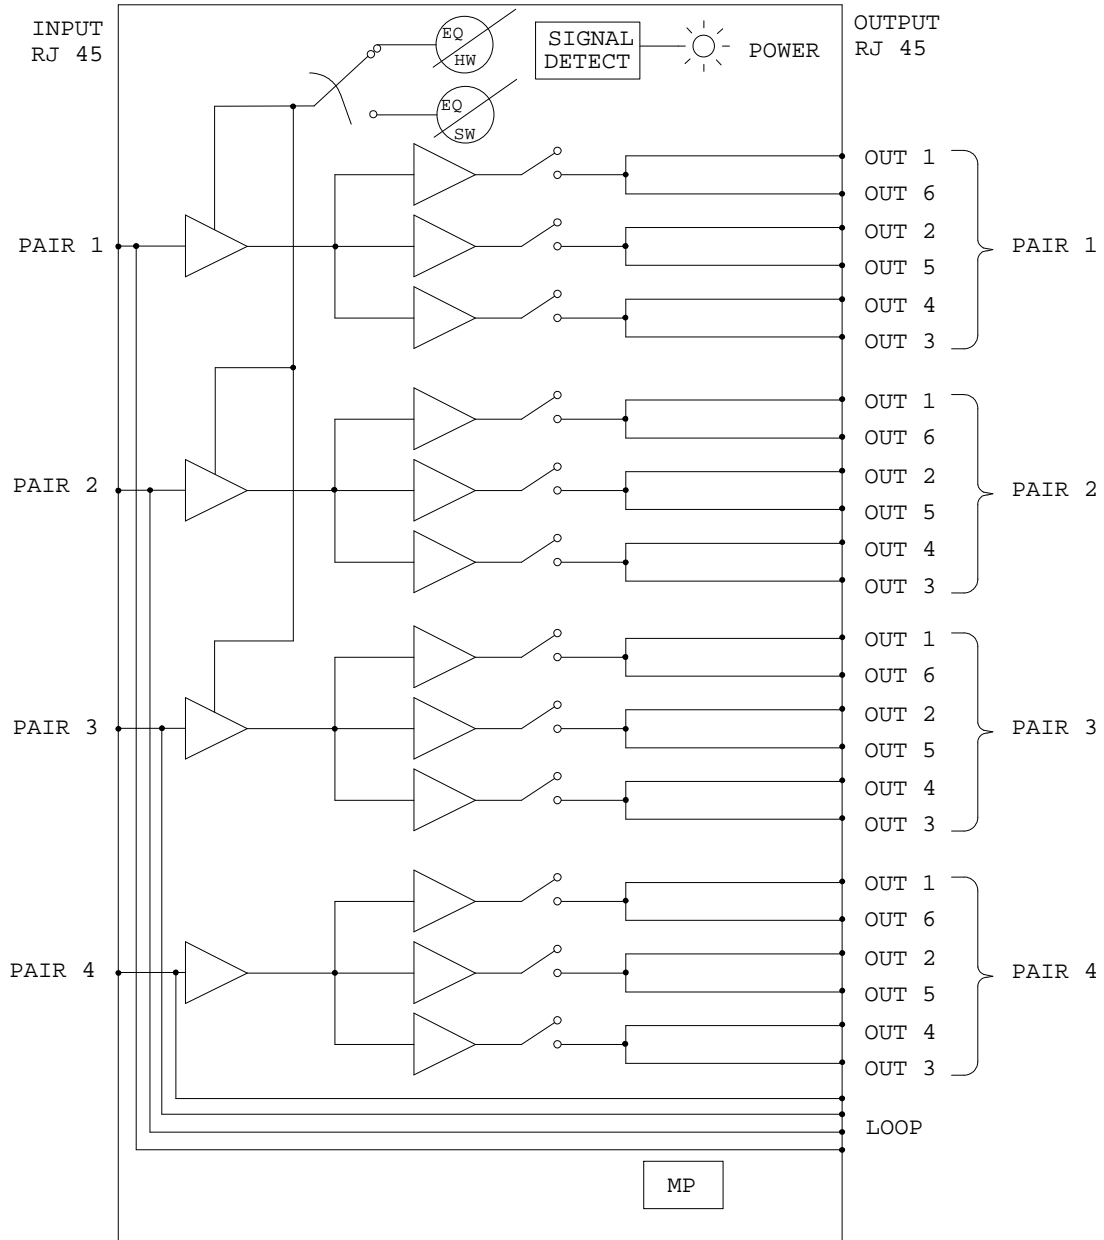 INPUT
RJ 45
EQ
HW
SIGNAL
DETECT
POWER
OUTPUT
RJ 45
EQ
SW
OUT 1
OUT 6
PAIR 1
OUT 2
OUT 5
PAIR 1
OUT 4
OUT 3
OUT 1
OUT 6
PAIR 2
OUT 2
OUT 5
PAIR 2
OUT 4
OUT 3
OUT 1
OUT 6
PAIR 3
OUT 2
OUT 5
PAIR 3
OUT 4
OUT 3
OUT 1
OUT 6
PAIR 4
OUT 2
OUT 5
PAIR 4
OUT 4
OUT 3
LOOP
MP